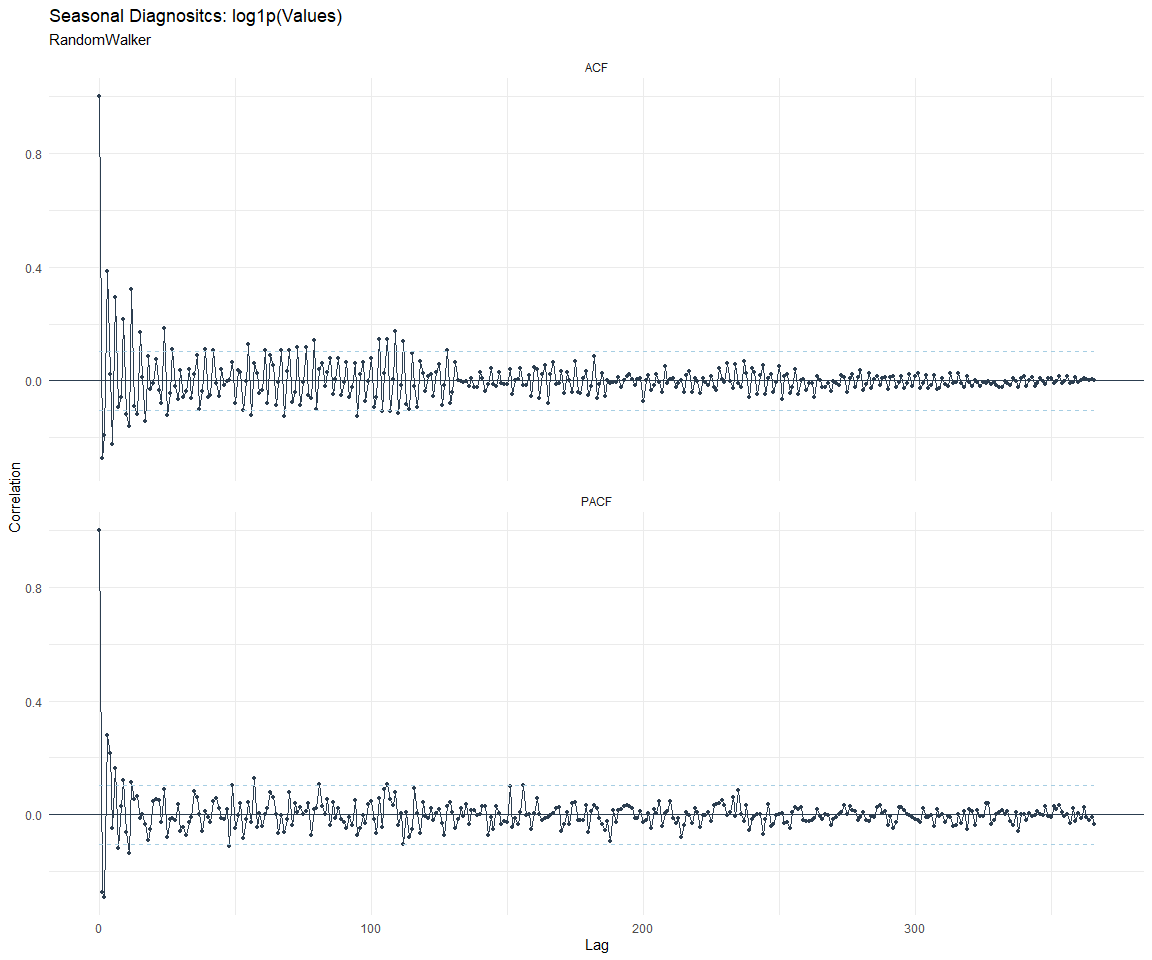 Seasonal Diagnositcs: log1p(Values)
RandomWalker
ACF
0.8
0.4
0.0
Correlation
PACF
0.8
0.4
0.0
0
100
200
300
Lag